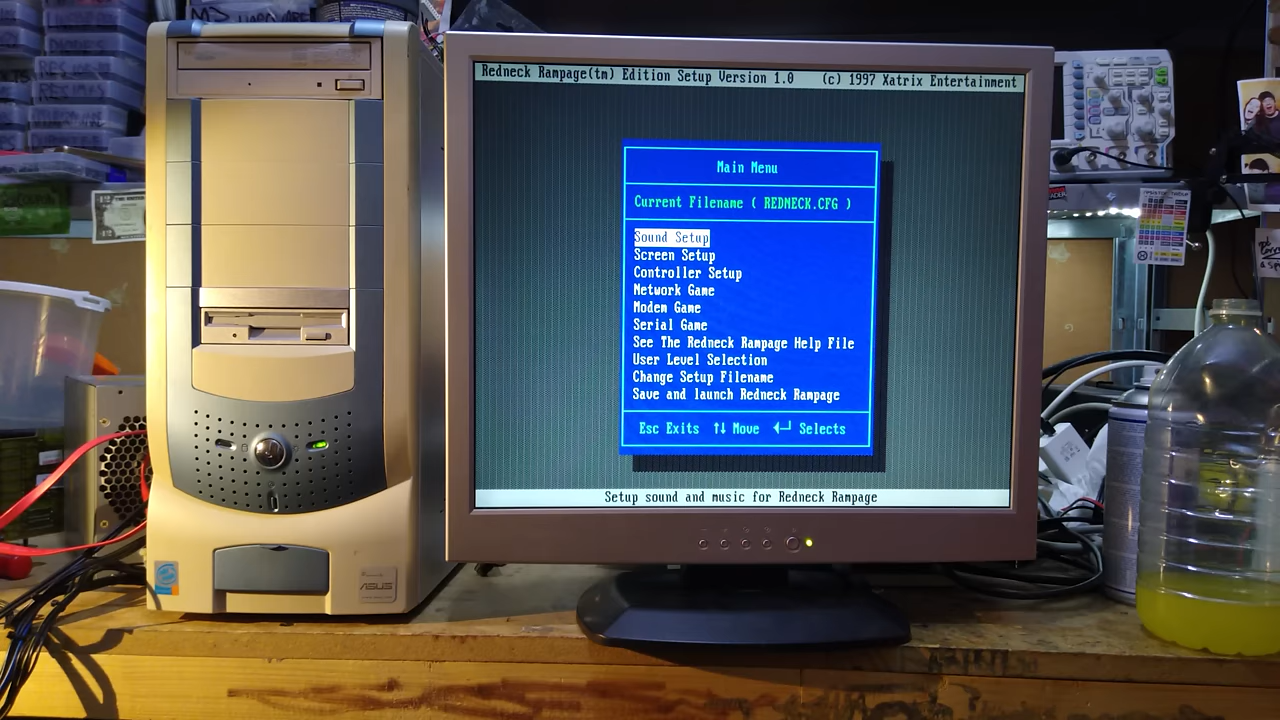 Redneck Rampage(tm) Edition Setup Version 1.0 (c) 1997 Xatrix Entertainment
Main Menu
Current Filename ( REDNECK.CFG )
Sound Setup
Screen Setup
Controller Setup
Network Game
Modem Game
Serial Game
See The Redneck Rampage Help File
User Level Selection
Change Setup Filename
Save and launch Redneck Rampage
Esc Exits ↑↓ Move ↵ Selects
Setup sound and music for Redneck Rampage
ASUS